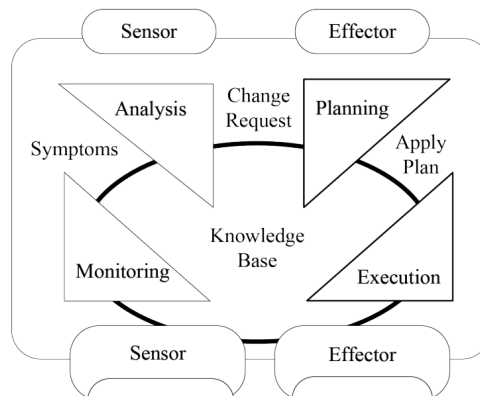 Sensor
Effector
Analysis
Change
Request
Planning
Symptoms
Apply
Plan
Knowledge
Base
Monitoring
Execution
Sensor
Effector